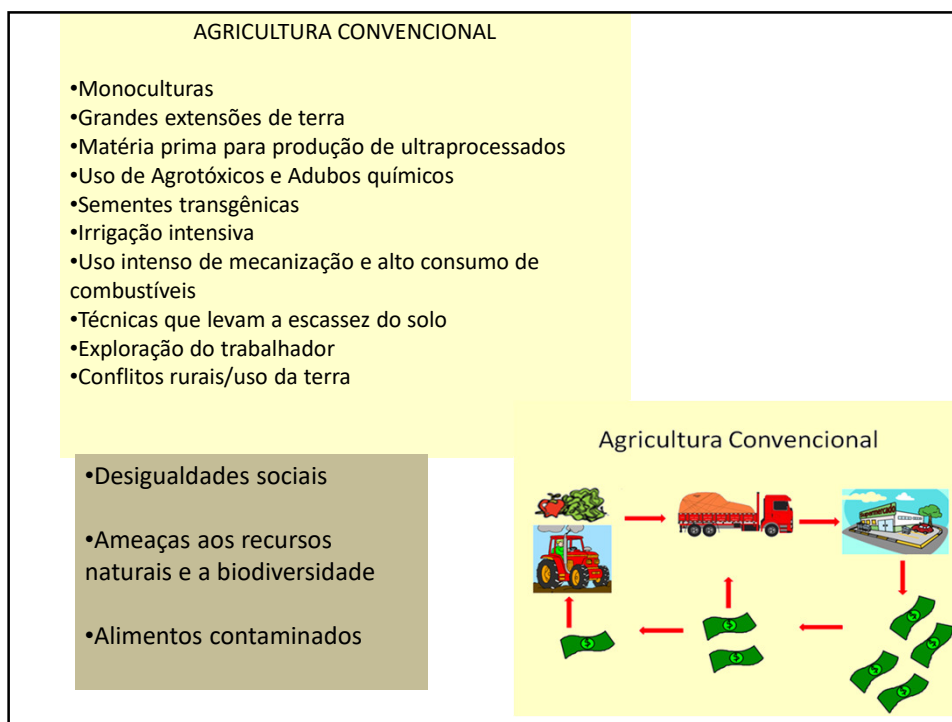 AGRICULTURA CONVENCIONAL
•Monoculturas
•Grandes extensões de terra
•Matéria prima para produção de ultraprocessados
•Uso de Agrotóxicos e Adubos químicos
•Sementes transgênicas
•Irrigação intensiva
•Uso intenso de mecanização e alto consumo de
combustíveis
•Técnicas que levam a escassez do solo
•Exploração do trabalhador
•Conflitos rurais/uso da terra
•Desigualdades sociais
•Ameaças aos recursos
naturais e a biodiversidade
•Alimentos contaminados
Agricultura Convencional
Supermercado